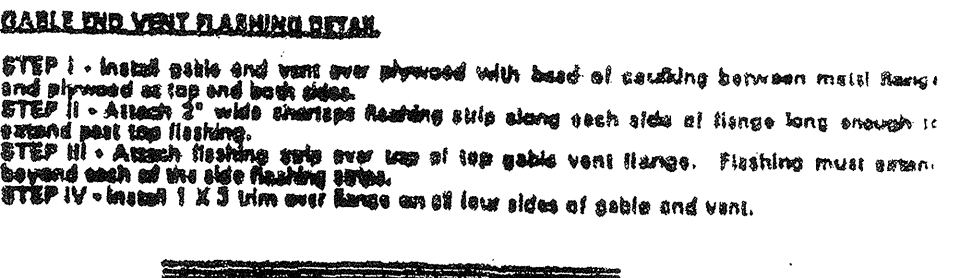 GABLE END VENT FLASHING DETAIL
STEP I - Install gable end vent over plywood with bead of caulking between metal flang
and plywood at top and both sides.
STEP II - Attach 2" wide flashing strip along each side of flange long enough to
extend past top flashing.
STEP III - Attach flashing strip over top of top gable vent flange. Flashing must exten
beyond each of the side flashing strips.
STEP IV - Install 1 X 3 trim over flange on all four sides of gable end vent.